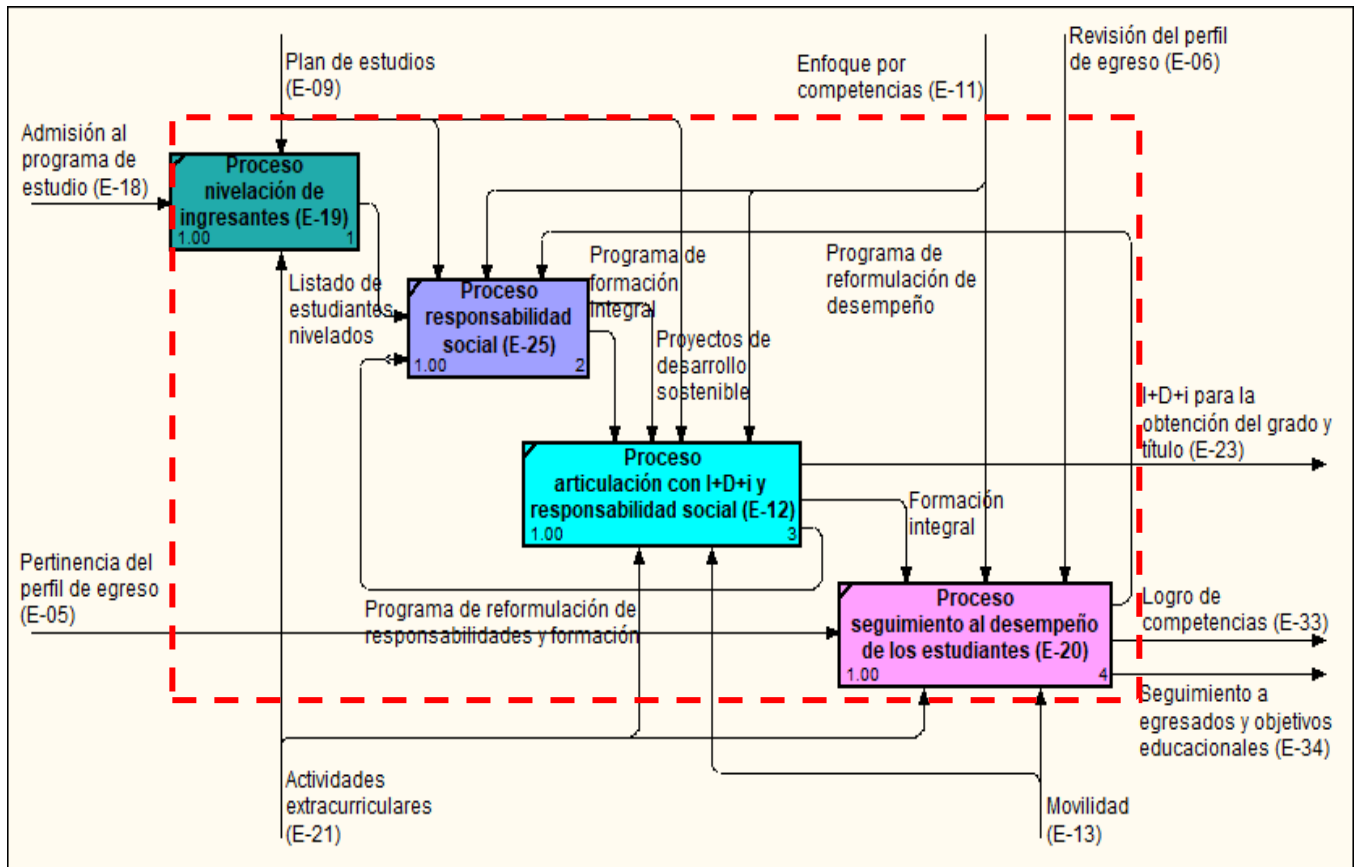 Plan de estudios
(E-09)
Enfoque por
competencias (E-11)
Revisión del perfil
de egreso (E-06)
Admisión al
programa de
estudio (E-18)
Proceso
nivelación de
ingresantes (E-19)
1.00 1
Listado de
estudiantes
nivelados
Programa de
formación
integral
Programa de
reformulación de
desempeño
Proceso
responsabilidad
social (E-25)
1.00 2
Proyectos de
desarrollo
sostenible
I+D+i para la
obtención del grado y
título (E-23)
Proceso
articulación con I+D+i y
responsabilidad social (E-12)
1.00 3
Formación
integral
Pertinencia del
perfil de egreso
(E-05)
Programa de reformulación de
responsabilidades y formación
Proceso
seguimiento al desempeño
de los estudiantes (E-20)
1.00 4
Logro de
competencias (E-33)
Seguimiento a
egresados y objetivos
educacionales (E-34)
Actividades
extracurriculares
(E-21)
Movilidad
(E-13)